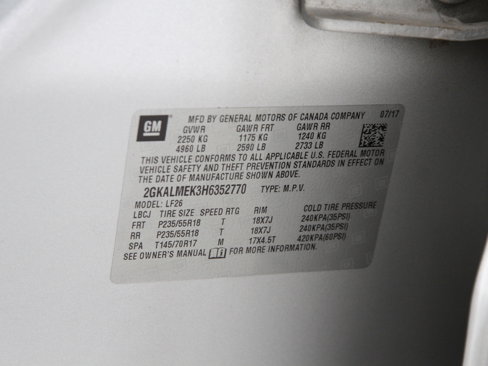 GM
MFD BY GENERAL MOTORS OF CANADA COMPANY 07/17
GVWR GAWR FRT GAWR RR
2250 KG 1175 KG 1240 KG
4960 LB 2590 LB 2733 LB
THIS VEHICLE CONFORMS TO ALL APPLICABLE U.S. FEDERAL MOTOR
VEHICLE SAFETY AND THEFT PREVENTION STANDARDS IN EFFECT ON
THE DATE OF MANUFACTURE SHOWN ABOVE.
2GKALMEK3H6352770 TYPE: M.P.V.
MODEL: LF26
LBCJ TIRE SIZE SPEED RTG RIM COLD TIRE PRESSURE
FRT P235/55R18 T 18X7J 240KPA(35PSI)
RR P235/55R18 T 18X7J 240KPA(35PSI)
SPA T145/70R17 M 17X4.5T 420KPA(60PSI)
SEE OWNER'S MANUAL FOR MORE INFORMATION.